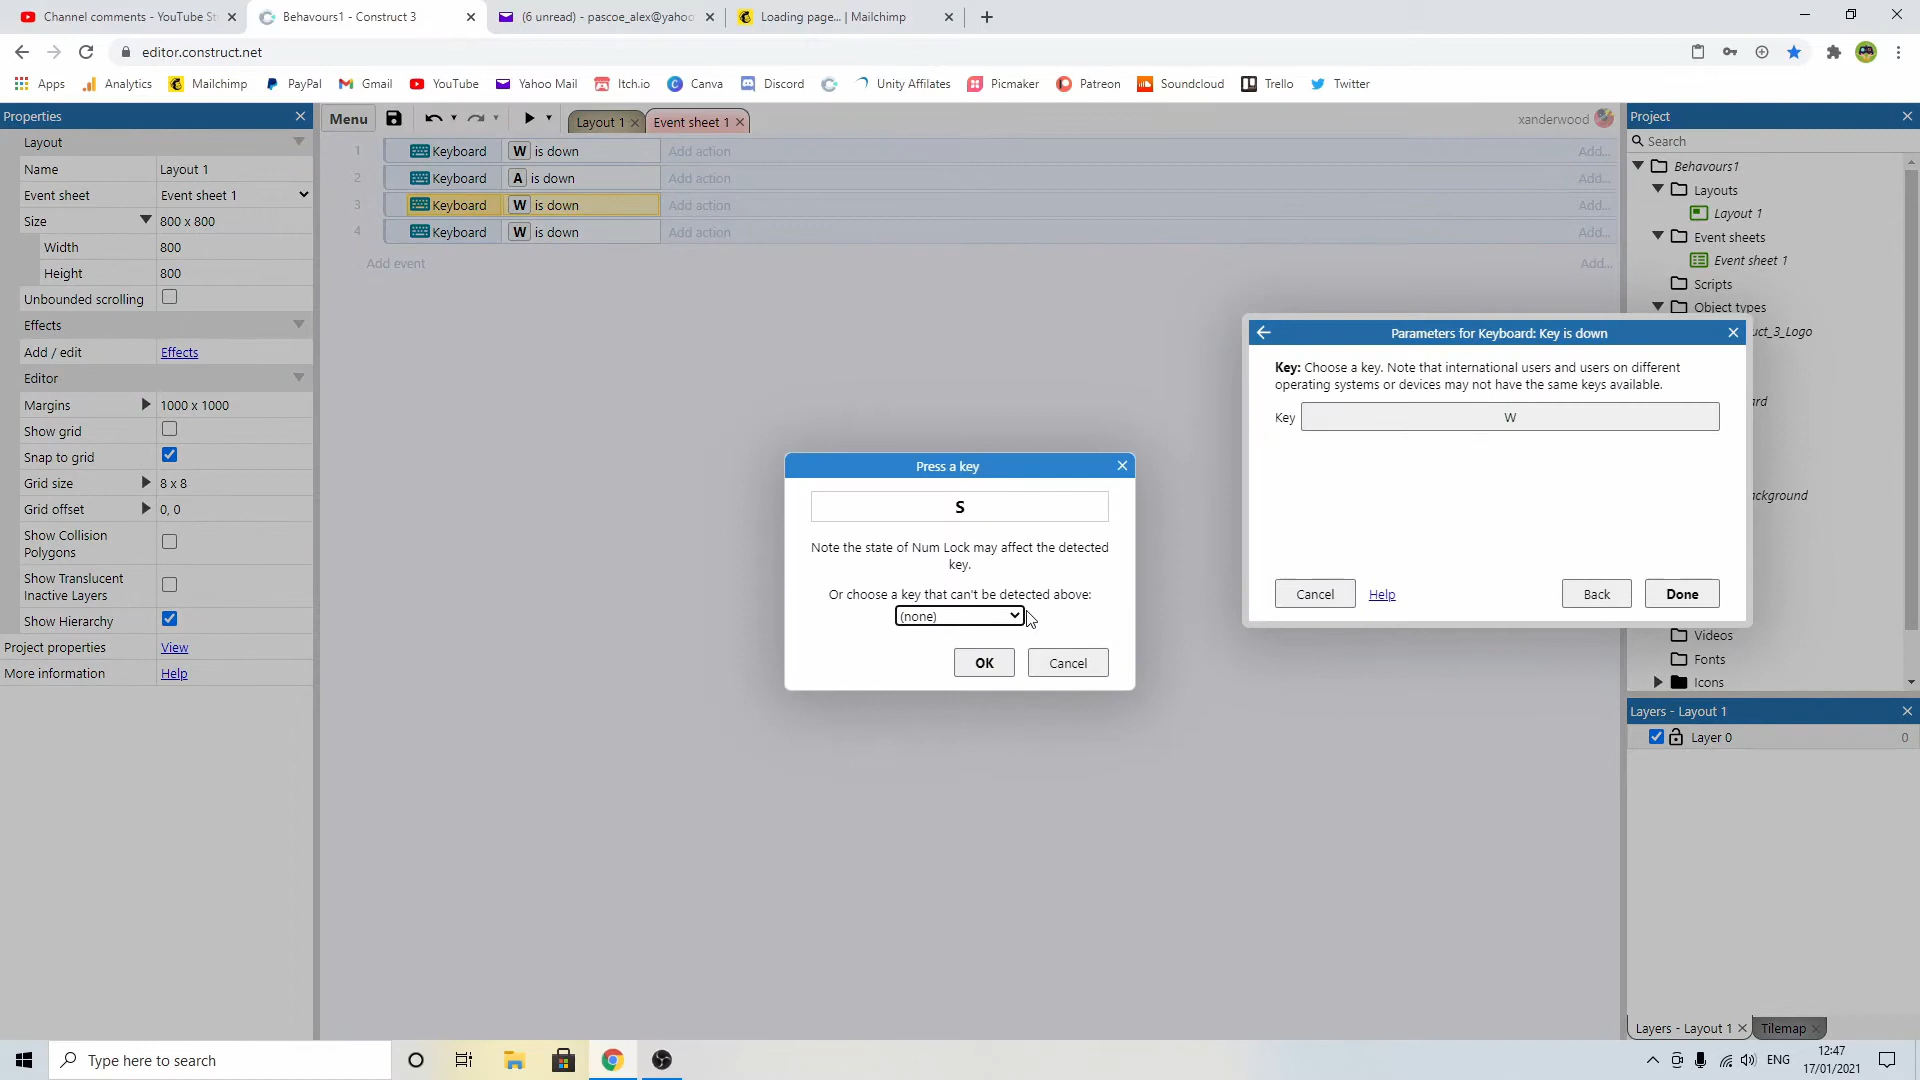 Channel comments - YouTube St
Behavours1 - Construct 3
(6 unread) - pascoe_alex@yahoo
Loading page... | Mailchimp
editor.construct.net
Apps
Analytics
Mailchimp
PayPal
Gmail
YouTube
Yahoo Mail
Itch.io
Canva
Discord
Unity Affilates
Picmaker
Patreon
Soundcloud
Trello
Twitter
Properties
Menu
Layout 1
Event sheet 1
xanderwood
Project
Layout
Name Layout 1
Event sheet Event sheet 1
Size 800 x 800
Width 800
Height 800
Unbounded scrolling
Effects
Add / edit Effects
Editor
Margins 1000 x 1000
Show grid
Snap to grid
Grid size 8 x 8
Grid offset 0, 0
Show Collision
Polygons
Show Translucent
Inactive Layers
Show Hierarchy
Project properties View
More information Help
1 Keyboard W is down Add action Add...
2 Keyboard A is down Add action
3 Keyboard W is down Add action Add...
4 Keyboard W is down Add action Add...
Add event Add...
Press a key
S
Note the state of Num Lock may affect the detected
key.
Or choose a key that can't be detected above:
(none)
OK Cancel
Parameters for Keyboard: Key is down
Key: Choose a key. Note that international users and users on different
operating systems or devices may not have the same keys available.
Key W
Cancel Help Back Done
Search
Behavours1
Layouts
Layout 1
Event sheets
Event sheet 1
Scripts
Object types
uct_3_Logo
ard
ckground
Videos
Fonts
Icons
Layers - Layout 1
Layer 0 0
Layers - Layout 1
Tilemap
Type here to search
ENG
12:47
17/01/2021